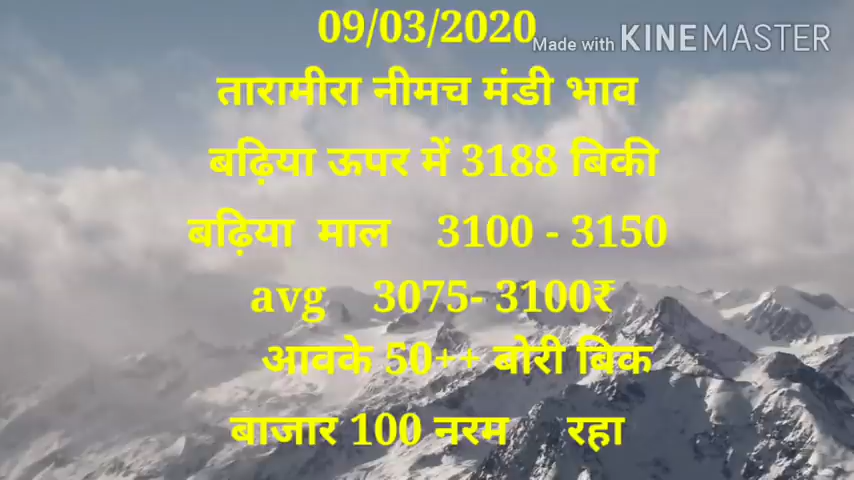 09/03/2020
Made with KINEMASTER
तारामीरा नीमच मंडी भाव
बढ़िया ऊपर में 3188 बिकी
बढ़िया माल 3100 - 3150
avg 3075- 3100₹
आवके 50++ बोरी बिक
बाजार 100 नरम रहा